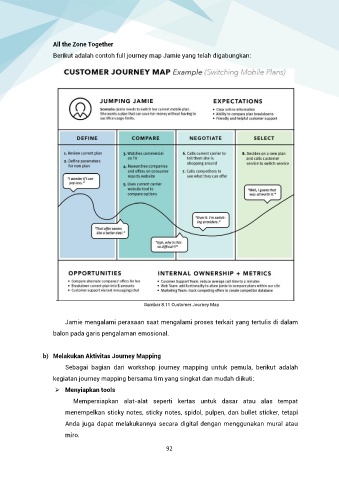 All the Zone Together
Berikut adalah contoh full journey map Jamie yang telah digabungkan:
CUSTOMER JOURNEY MAP Example (Switching Mobile Plans)
JUMPING JAMIE
Scenario: Jamie needs to switch her current mobile plan.
She wants a plan that can save her money without having to
sacrifice usage limits.
EXPECTATIONS
• Clear online information
• Ability to compare plan breakdowns
• Friendly and helpful customer support
DEFINE
COMPARE
NEGOTIATE
SELECT
1. Review current plan
2. Define parameters
for new plan
3. Watches commercial
on TV
4. Researches companies
and offers on consumer
reports website
5. Uses current carrier
website tool to
compare options
6. Calls current carrier to
tell them she is
shopping around
7. Calls competitors to
see what they can offer
8. Decides on a new plan
and calls customer
service to switch service
"I wonder if I can
pay less."
"That offer seems
like a better deal."
"Ugh, why is this
so difficult?!"
"Over it. I'm switch-
ing providers."
"Well, I guess that
was all worth it."
OPPORTUNITIES
• Compare alternate companies' offers for her
• Breakdown current plan into $ amounts
• Customer support via text messaging/chat
INTERNAL OWNERSHIP + METRICS
• Customer Support Team: reduce average call time to 2 minutes
• Web Team: add functionality to allow Jamie to compare plans within our site
• Marketing Team: track competing offers to create competitor database
Gambar 8.11 Customer Journey Map
Jamie mengalami perasaan saat mengalami proses terkait yang tertulis di dalam
balon pada garis pengalaman emosional.
b) Melakukan Aktivitas Journey Mapping
Sebagai bagian dari workshop journey mapping untuk pemula, berikut adalah
kegiatan journey mapping bersama tim yang singkat dan mudah diikuti:
➢ Menyiapkan tools
Mempersiapkan alat-alat seperti kertas untuk dasar atau alas tempat
menempelkan sticky notes, sticky notes, spidol, pulpen, dan bullet sticker, tetapi
Anda juga dapat melakukannya secara digital dengan menggunakan mural atau
miro.
92